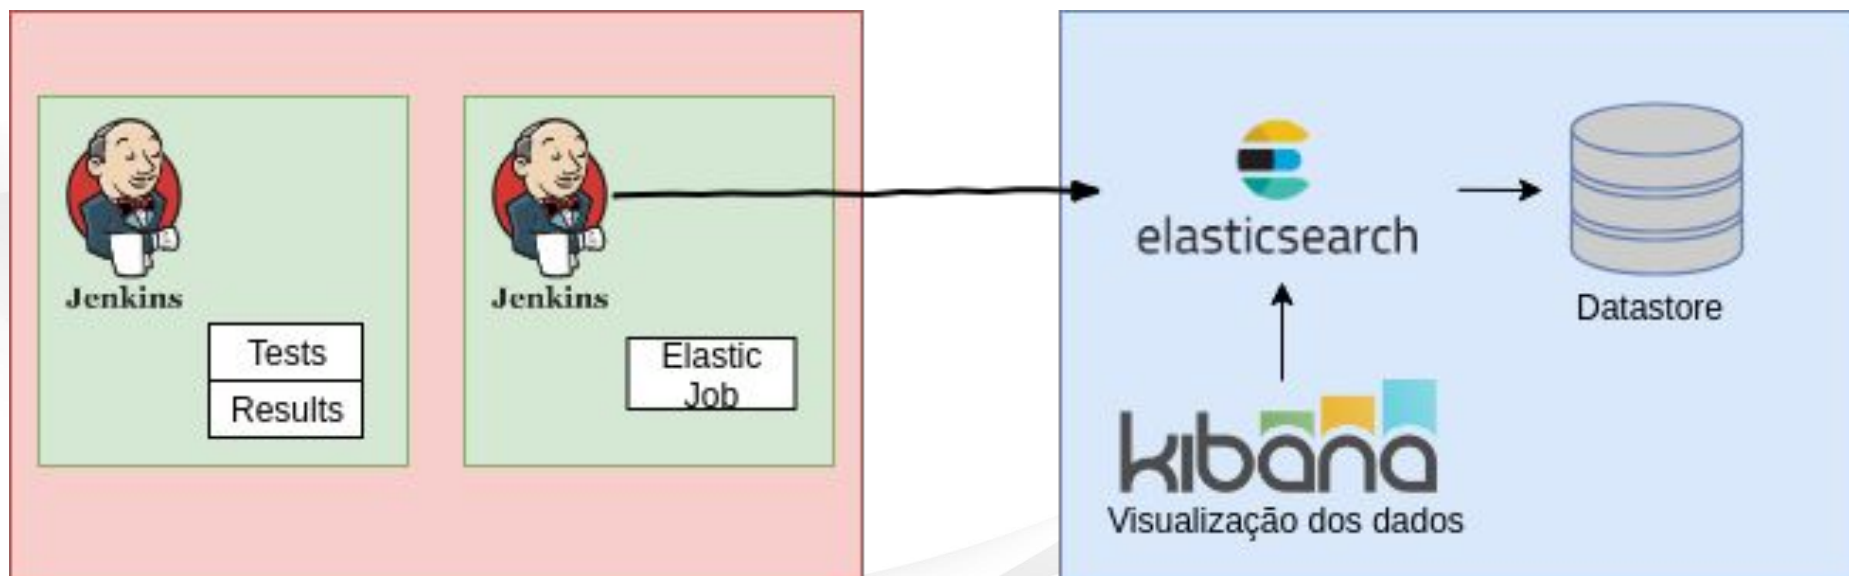 Jenkins
Tests
Results
Jenkins
Elastic
Job
elasticsearch
Datastore
kibana
Visualização dos dados